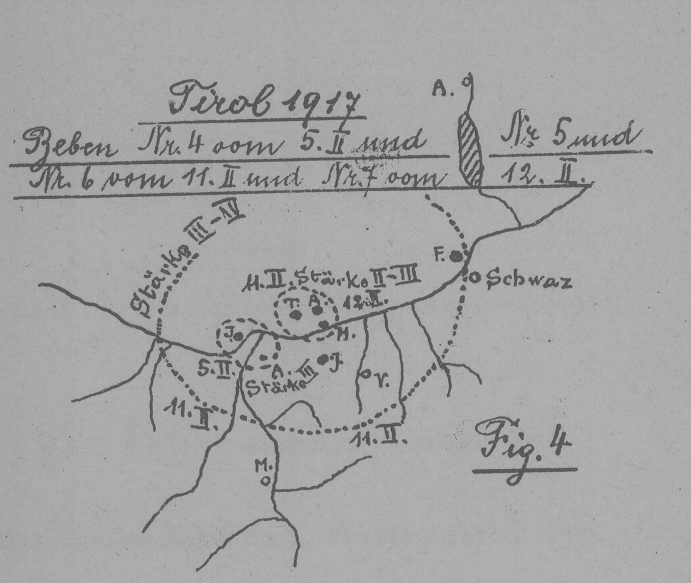 Tirol 1917
Beben Nr. 4 vom 5. II und Nr 5 und
Nr. 6 vom 11. II und Nr. 7 vom 12. II.
A.
Stärke III-IV
F.
Schwaz
11. II. Stärke II-III
T. A. 12. II.
J.
M.
5. II.
A.
Stärke III
J.
V.
11. II.
11. II.
M.
Fig. 4